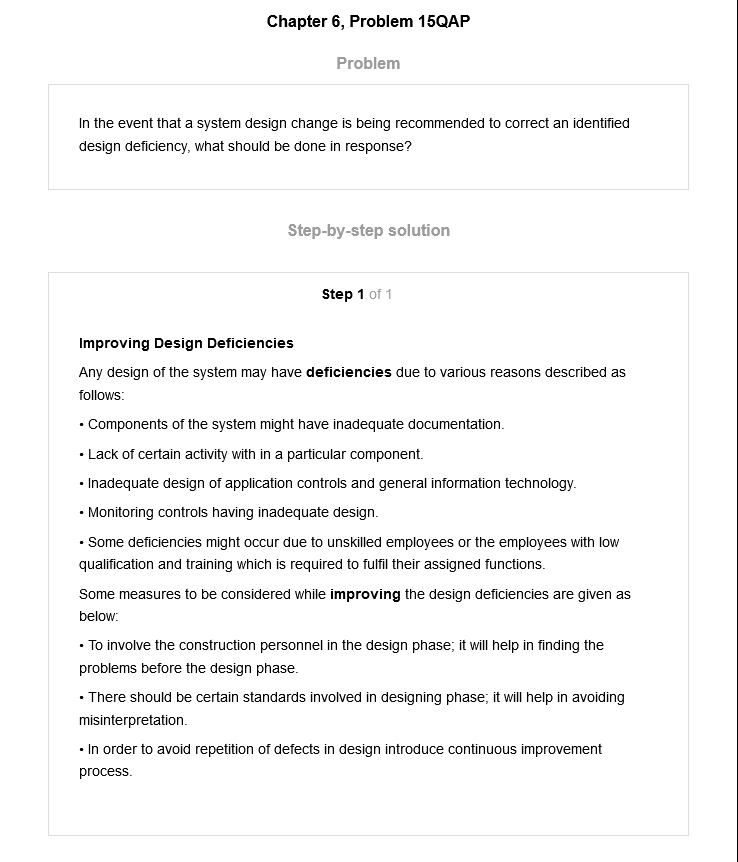 Chapter 6, Problem 15QAP
Problem
In the event that a system design change is being recommended to correct an identified
design deficiency, what should be done in response?
Step-by-step solution
Step 1 of 1
Improving Design Deficiencies
Any design of the system may have deficiencies due to various reasons described as
follows:
• Components of the system might have inadequate documentation.
• Lack of certain activity with in a particular component.
• Inadequate design of application controls and general information technology.
• Monitoring controls having inadequate design.
• Some deficiencies might occur due to unskilled employees or the employees with low
qualification and training which is required to fulfil their assigned functions.
Some measures to be considered while improving the design deficiencies are given as
below:
• To involve the construction personnel in the design phase; it will help in finding the
problems before the design phase.
• There should be certain standards involved in designing phase; it will help in avoiding
misinterpretation.
• In order to avoid repetition of defects in design introduce continuous improvement
process.